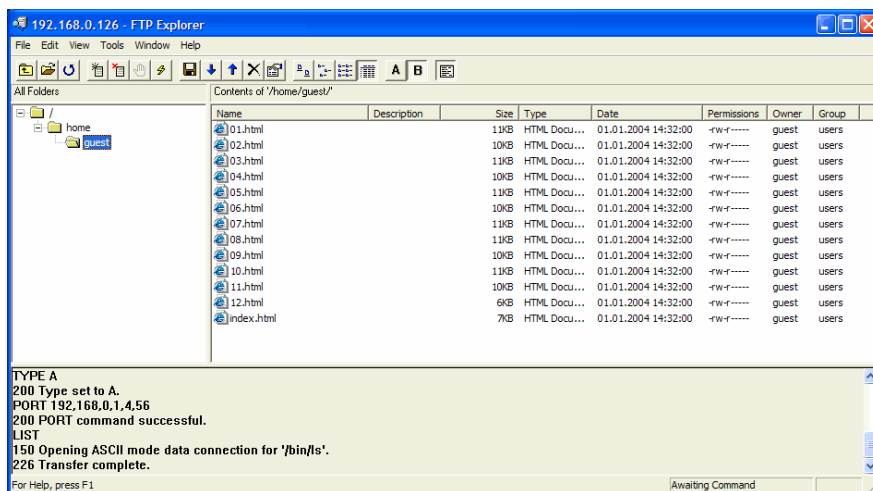 192.168.0.126 - FTP Explorer
File Edit View Tools Window Help
A B
All Folders
Contents of '/home/guest/'
/
home
guest
Name Description Size Type Date Permissions Owner Group
01.html 11KB HTML Docu... 01.01.2004 14:32:00 -rw-r----- guest users
02.html 10KB HTML Docu... 01.01.2004 14:32:00 -rw-r----- guest users
03.html 11KB HTML Docu... 01.01.2004 14:32:00 -rw-r----- guest users
04.html 10KB HTML Docu... 01.01.2004 14:32:00 -rw-r----- guest users
05.html 11KB HTML Docu... 01.01.2004 14:32:00 -rw-r----- guest users
06.html 10KB HTML Docu... 01.01.2004 14:32:00 -rw-r----- guest users
07.html 11KB HTML Docu... 01.01.2004 14:32:00 -rw-r----- guest users
08.html 11KB HTML Docu... 01.01.2004 14:32:00 -rw-r----- guest users
09.html 10KB HTML Docu... 01.01.2004 14:32:00 -rw-r----- guest users
10.html 11KB HTML Docu... 01.01.2004 14:32:00 -rw-r----- guest users
11.html 10KB HTML Docu... 01.01.2004 14:32:00 -rw-r----- guest users
12.html 6KB HTML Docu... 01.01.2004 14:32:00 -rw-r----- guest users
index.html 7KB HTML Docu... 01.01.2004 14:32:00 -rw-r----- guest users
TYPE A
200 Type set to A.
PORT 192,168,0,1,4,56
200 PORT command successful.
LIST
150 Opening ASCII mode data connection for '/bin/ls'.
226 Transfer complete.
For Help, press F1
Awaiting Command